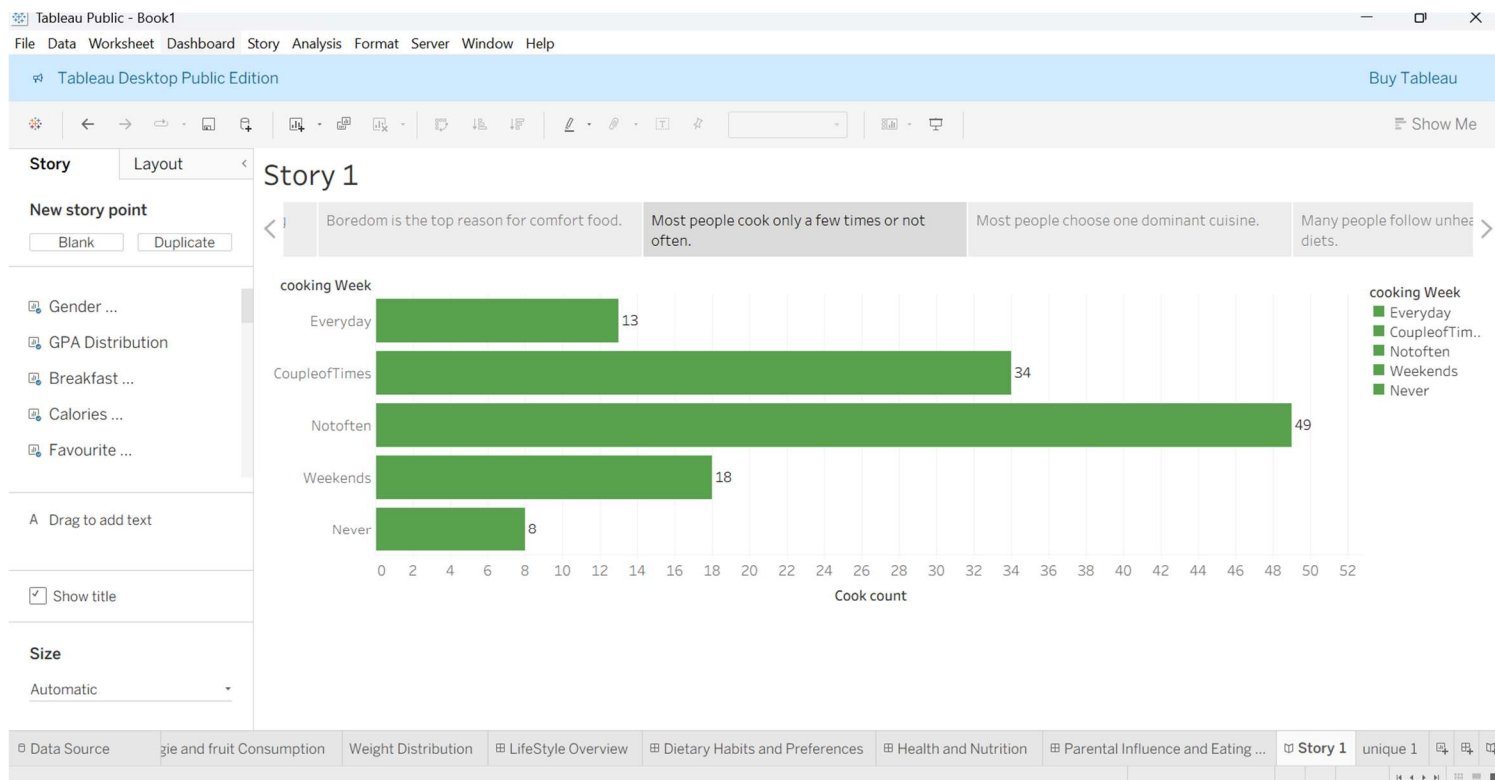 Tableau Public - Book1
File Data Worksheet Dashboard Story Analysis Format Server Window Help
Tableau Desktop Public Edition Buy Tableau
Show Me
Story Layout
Story 1
New story point
Blank Duplicate
Boredom is the top reason for comfort food.
Most people cook only a few times or not
often.
Most people choose one dominant cuisine.
Many people follow unhea
diets.
Gender ...
GPA Distribution
Breakfast ...
Calories ...
Favourite ...
A Drag to add text
Show title
Size
Automatic
cooking Week
Everyday 13
CoupleofTimes 34
Notoften 49
Weekends 18
Never 8
0 2 4 6 8 10 12 14 16 18 20 22 24 26 28 30 32 34 36 38 40 42 44 46 48 50 52
Cook count
cooking Week
Everyday
CoupleofTim..
Notoften
Weekends
Never
Data Source gie and fruit Consumption Weight Distribution LifeStyle Overview Dietary Habits and Preferences Health and Nutrition Parental Influence and Eating ... Story 1 unique 1